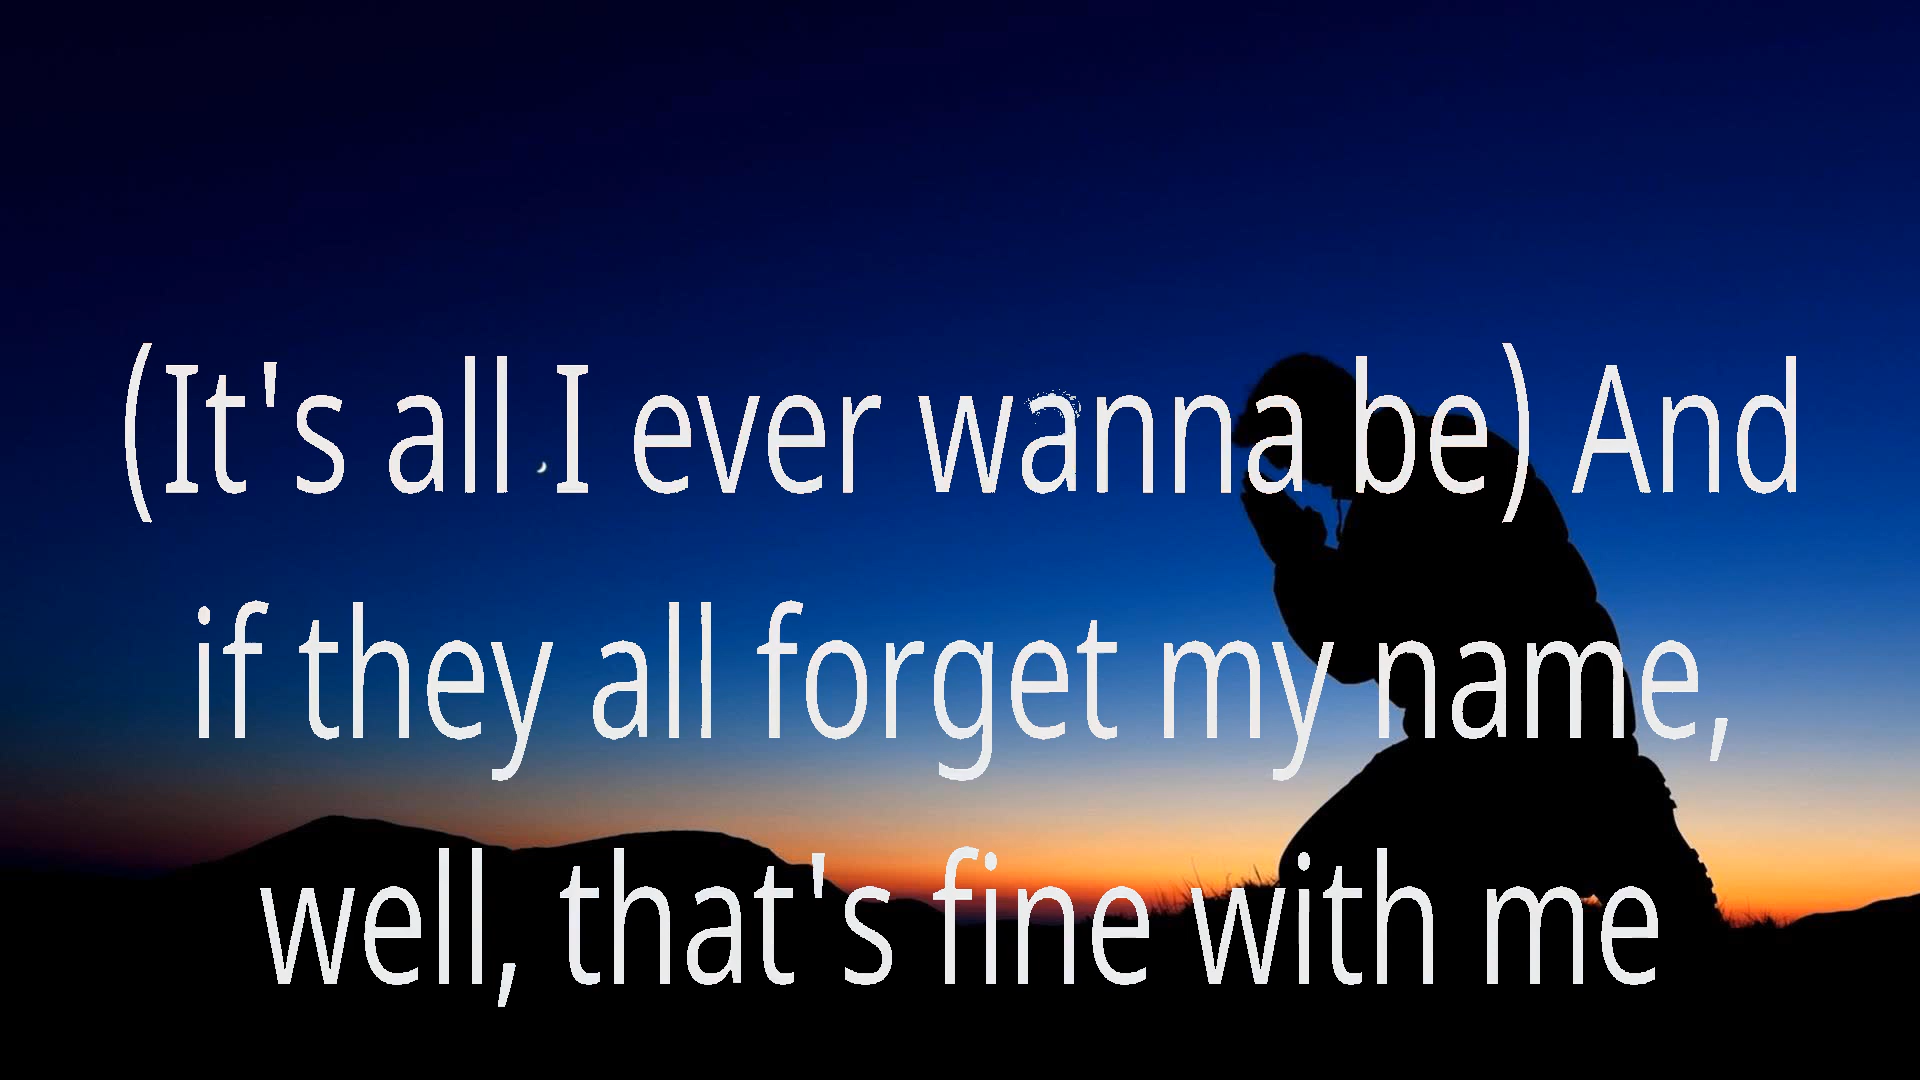 (It's all I ever wanna be) And
if they all forget my name,
well, that's fine with me